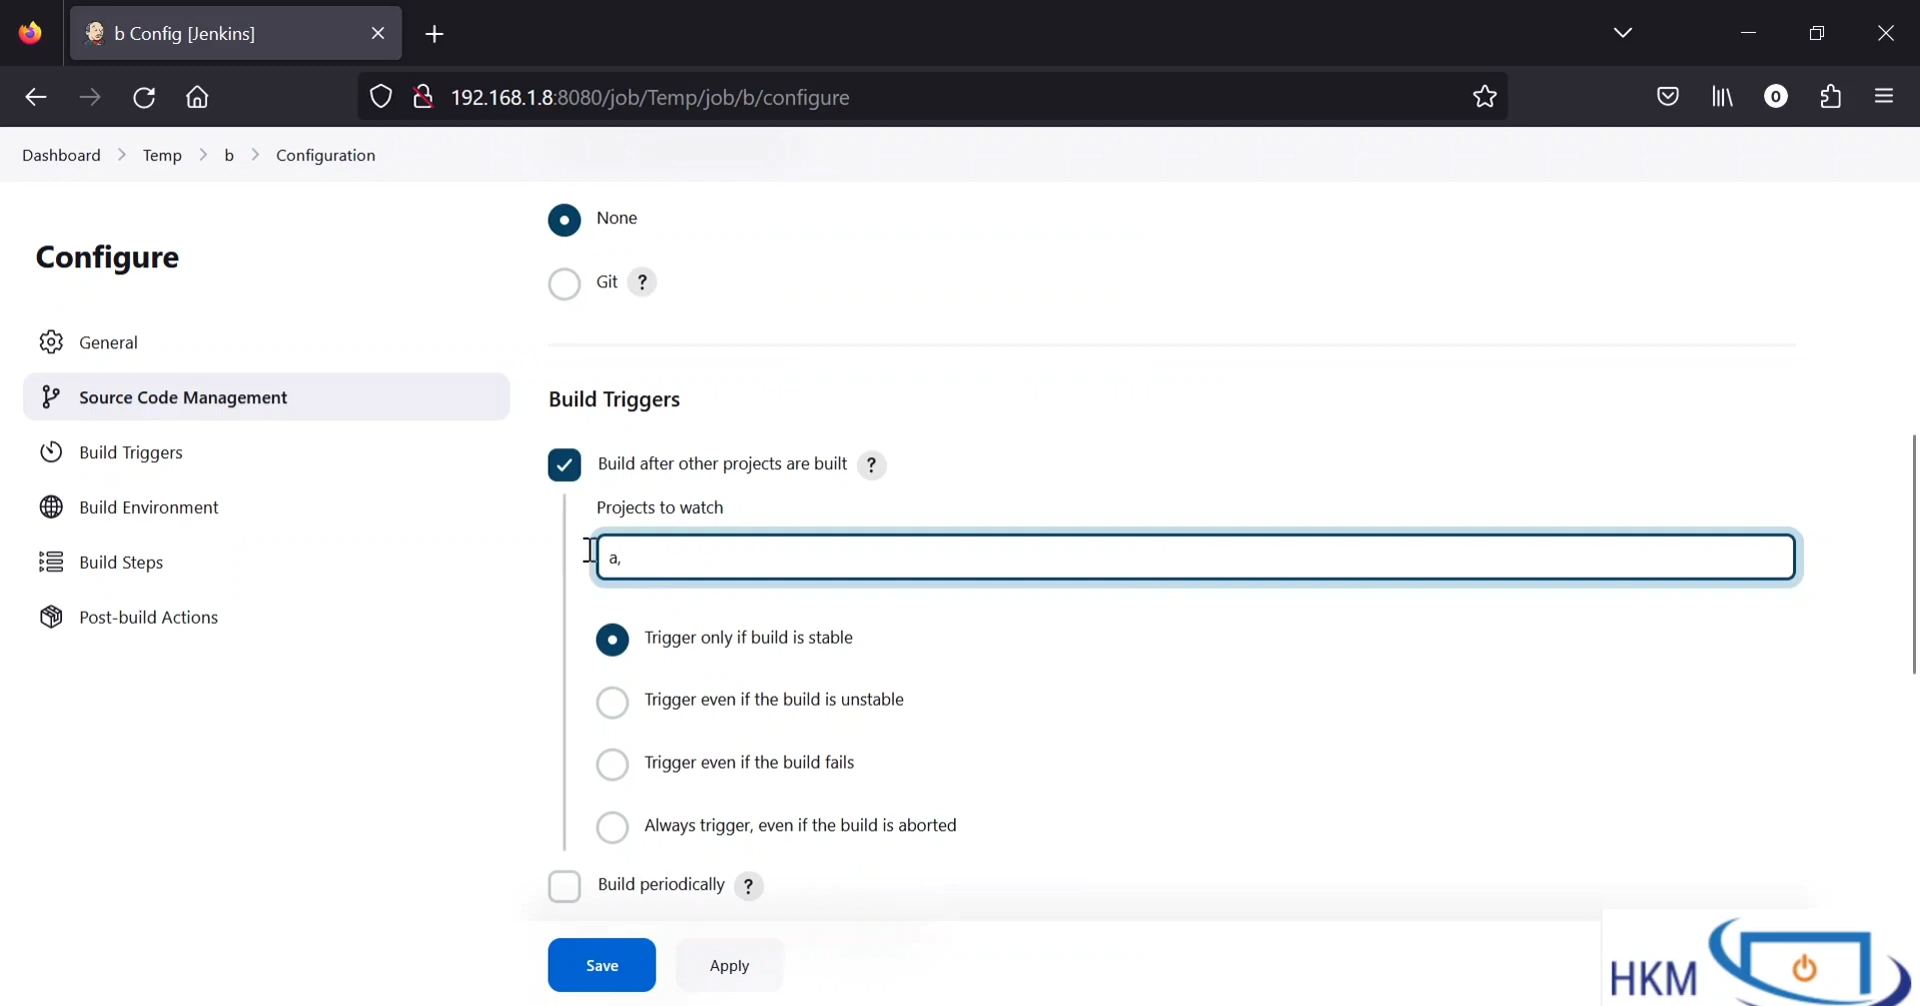 b Config [Jenkins]
192.168.1.8:8080/job/Temp/job/b/configure
Dashboard > Temp > b > Configuration
Configure
General
Source Code Management
Build Triggers
Build Environment
Build Steps
Post-build Actions
None
Git ?
Build Triggers
Build after other projects are built ?
Projects to watch
a,
Trigger only if build is stable
Trigger even if the build is unstable
Trigger even if the build fails
Always trigger, even if the build is aborted
Build periodically ?
Save
Apply
HKM